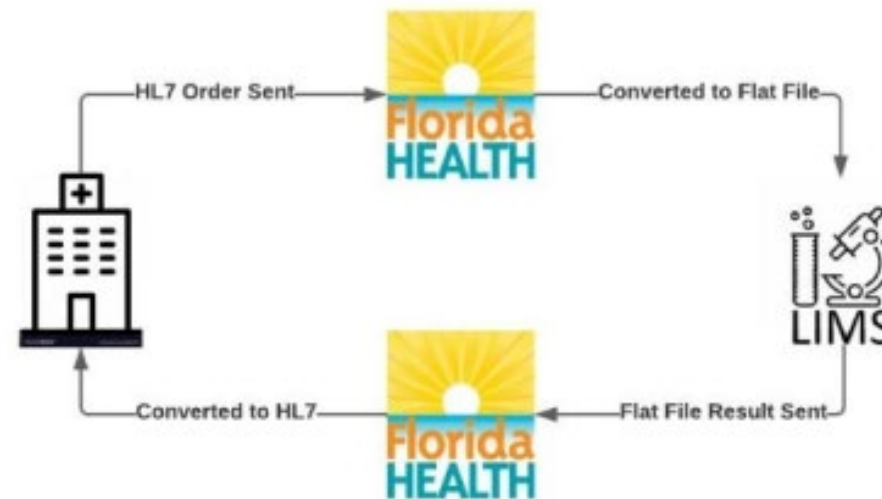 HL7 Order Sent
Florida
HEALTH
Converted to Flat File
LIMS
Converted to HL7
Florida
HEALTH
Flat File Result Sent